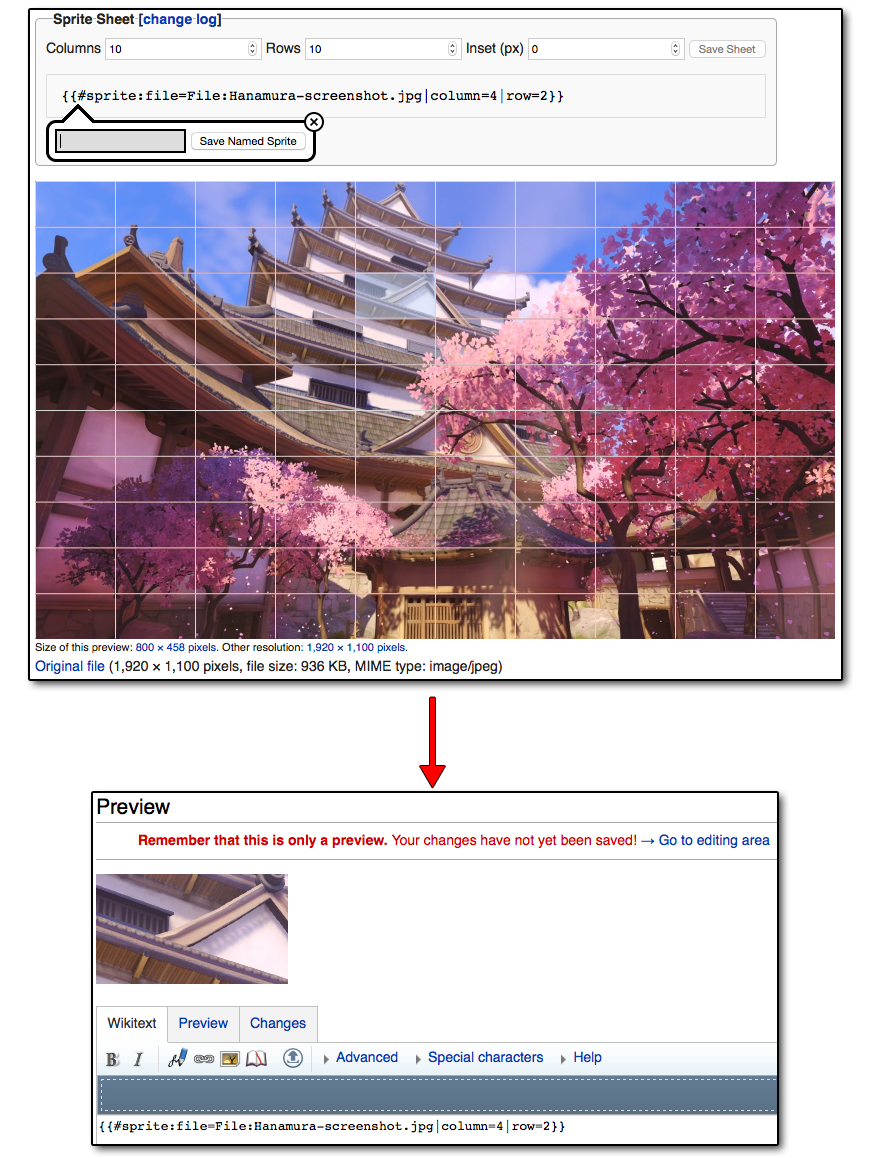 Sprite Sheet [change log]
Columns 10 Rows 10 Inset (px) 0 Save Sheet
{{#sprite:file=File:Hanamura-screenshot.jpg|column=4|row=2}}
Save Named Sprite
Size of this preview: 800 × 458 pixels. Other resolution: 1,920 × 1,100 pixels.
Original file (1,920 × 1,100 pixels, file size: 936 KB, MIME type: image/jpeg)
Preview
Remember that this is only a preview. Your changes have not yet been saved! → Go to editing area
Wikitext Preview Changes
B I Advanced Special characters Help
{{#sprite:file=File:Hanamura-screenshot.jpg|column=4|row=2}}